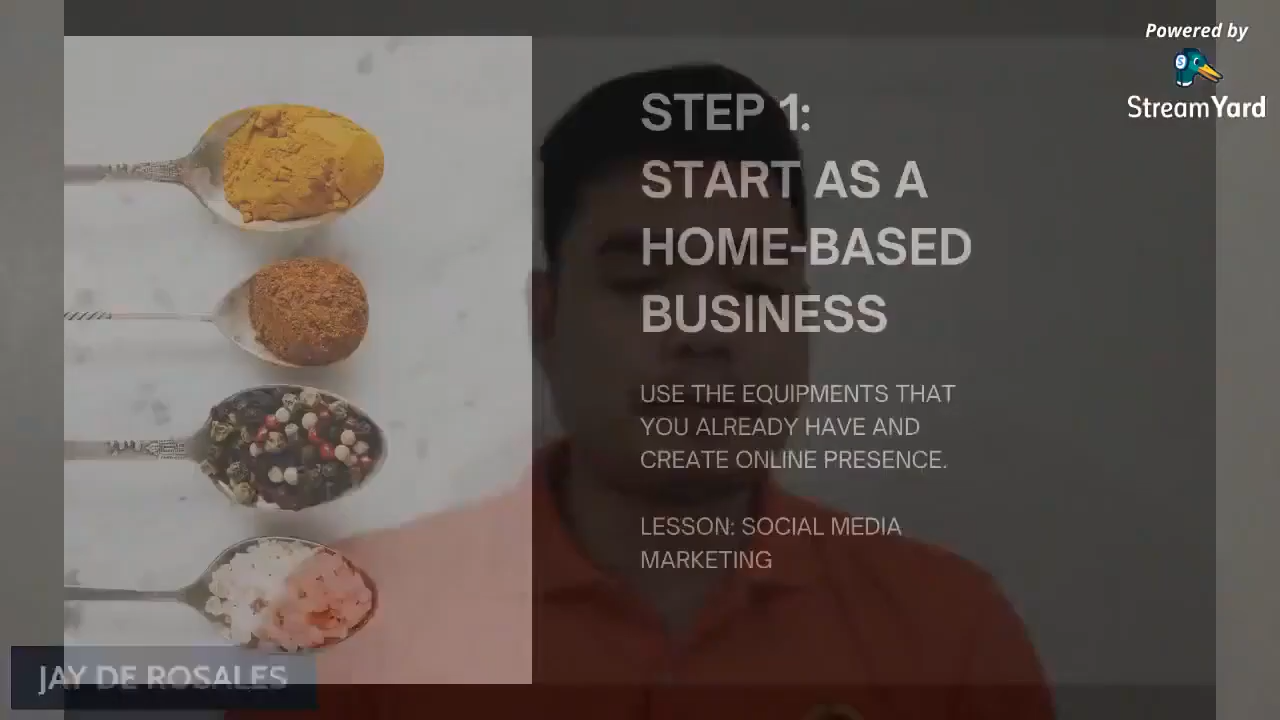 Powered by
StreamYard
STEP 1:
START AS A
HOME-BASED
BUSINESS
USE THE EQUIPMENTS THAT
YOU ALREADY HAVE AND
CREATE ONLINE PRESENCE.
LESSON: SOCIAL MEDIA
MARKETING
JAY DE ROSALES